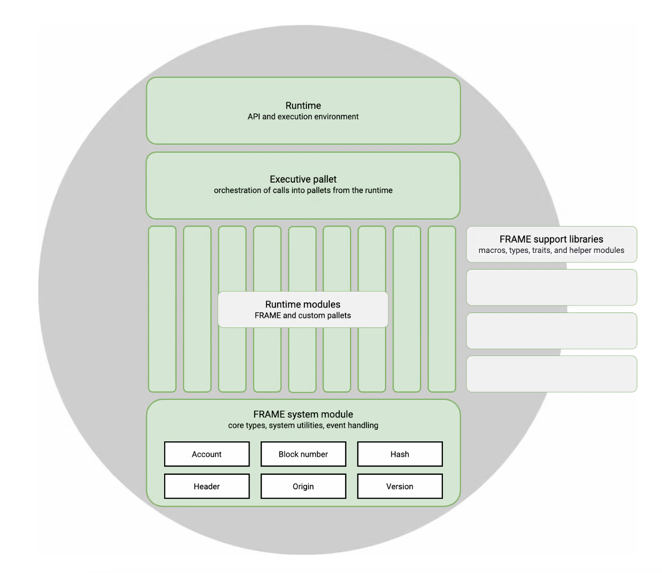 Runtime
API and execution environment
Executive pallet
orchestration of calls into pallets from the runtime
FRAME support libraries
macros, types, traits, and helper modules
Runtime modules
FRAME and custom pallets
FRAME system module
core types, system utilities, event handling
Account
Block number
Hash
Header
Origin
Version